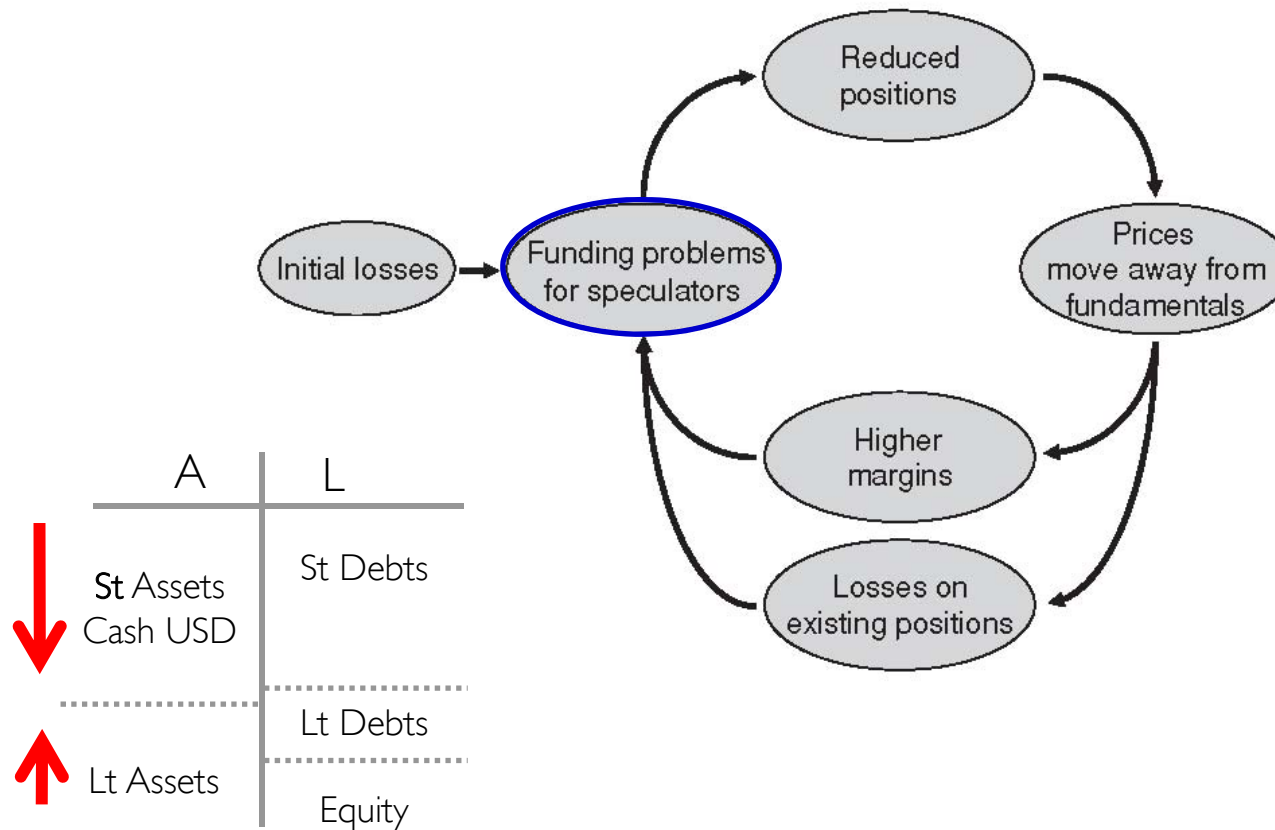 Reduced
positions
Initial losses
Funding problems
for speculators
Prices
move away from
fundamentals
Higher
margins
Losses on
existing positions
A
L
St Assets
Cash USD
St Debts
Lt Debts
Lt Assets
Equity